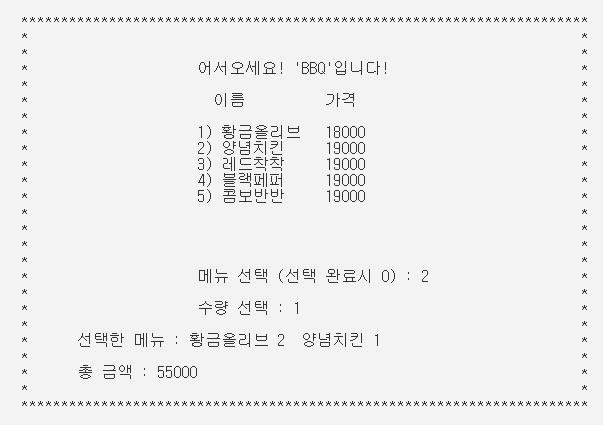 어서오세요! 'BBQ'입니다!
이름 가격
1) 황금올리브 18000
2) 양념치킨 19000
3) 레드착착 19000
4) 블랙페퍼 19000
5) 콤보반반 19000
메뉴 선택 (선택 완료시 0) : 2
수량 선택 : 1
선택한 메뉴 : 황금올리브 2 양념치킨 1
총 금액 : 55000